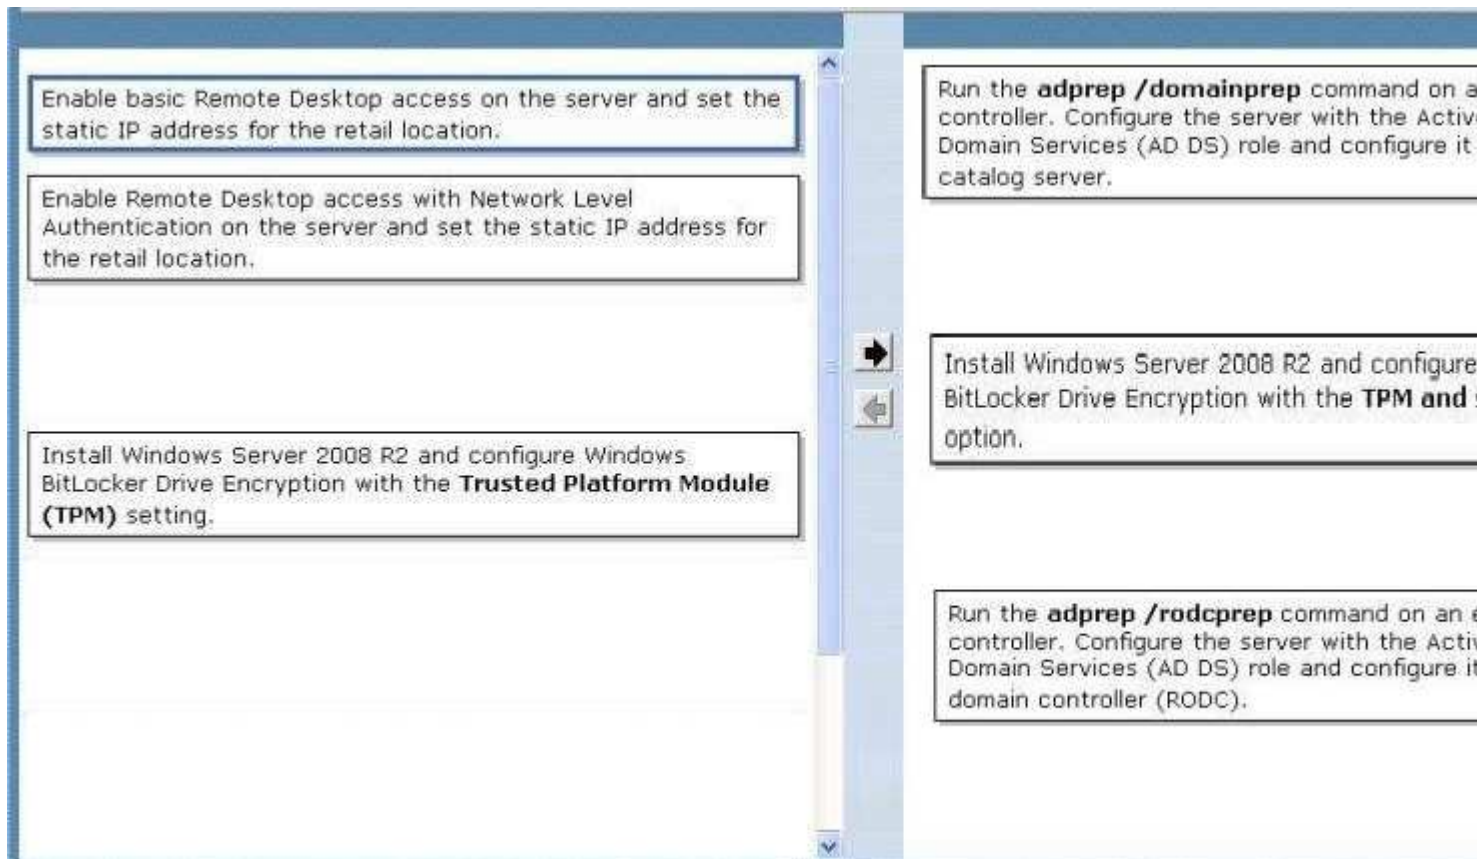 Enable basic Remote Desktop access on the server and set the
static IP address for the retail location.
Enable Remote Desktop access with Network Level
Authentication on the server and set the static IP address for
the retail location.
Install Windows Server 2008 R2 and configure Windows
BitLocker Drive Encryption with the Trusted Platform Module
(TPM) setting.
Run the adprep /domainprep command on
controller. Configure the server with the
Domain Services (AD DS) role and configure it
catalog server.
Install Windows Server 2008 R2 and configure
BitLocker Drive Encryption with the TPM and
option.
Run the adprep /rodcprep command on an
controller. Configure the server with the
Domain Services (AD DS) role and configure
domain controller (RODC).